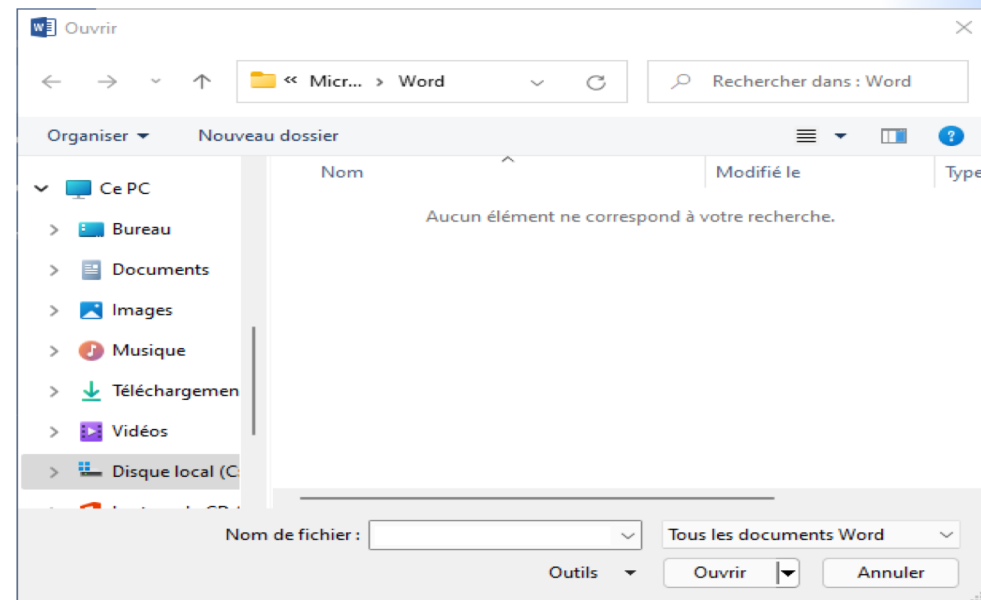 Ouvrir
« Micr... > Word
Rechercher dans : Word
Organiser
Nouveau dossier
Nom
Modifié le
Type
Aucun élément ne correspond à votre recherche.
Ce PC
Bureau
Documents
Images
Musique
Téléchargemen
Vidéos
Disque local (C:
Nom de fichier :
Tous les documents Word
Outils
Ouvrir
Annuler